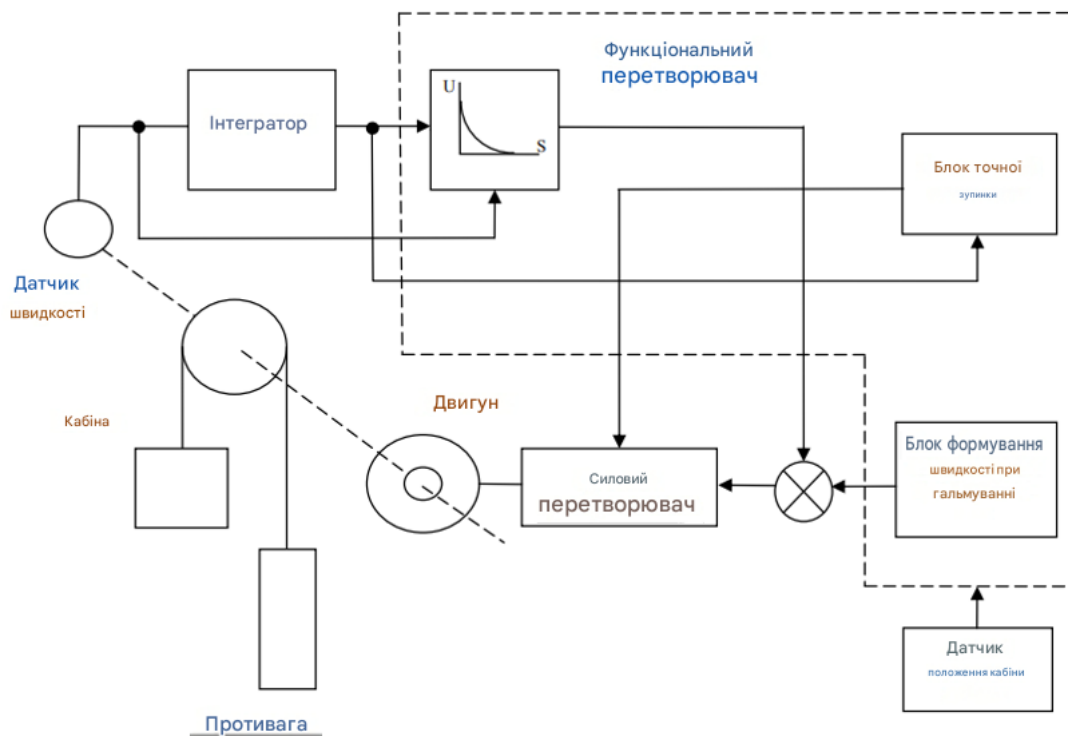 Функціональний
перетворювач
Інтегратор
U
S
Блок точної
зупинки
Датчик
швидкості
Кабіна
Двигун
Силовий
перетворювач
Блок формування
швидкості при
гальмуванні
Датчик
положення кабіни
Противага